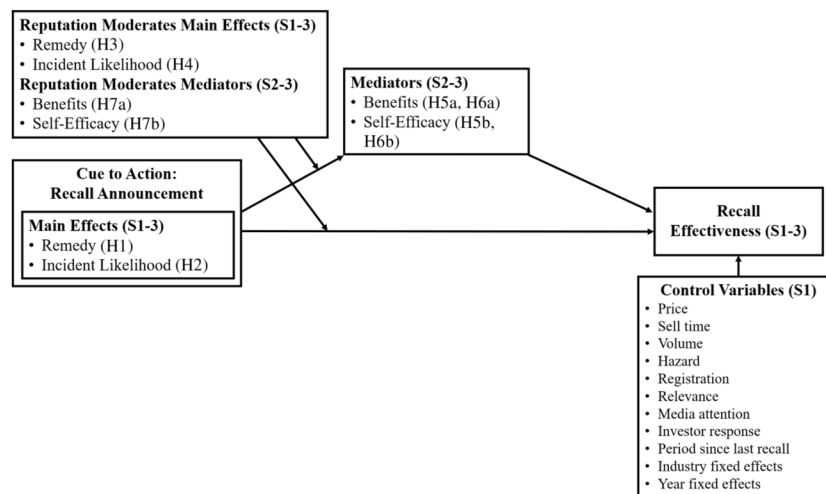 Reputation Moderates Main Effects (S1-3)
• Remedy (H3)
• Incident Likelihood (H4)
Reputation Moderates Mediators (S2-3)
• Benefits (H7a)
• Self-Efficacy (H7b)
Mediators (S2-3)
• Benefits (H5a, H6a)
• Self-Efficacy (H5b,
H6b)
Cue to Action:
Recall Announcement
Main Effects (S1-3)
• Remedy (H1)
• Incident Likelihood (H2)
Recall
Effectiveness (S1-3)
Control Variables (S1)
• Price
• Sell time
• Volume
• Hazard
• Registration
• Relevance
• Media attention
• Investor response
• Period since last recall
• Industry fixed effects
• Year fixed effects